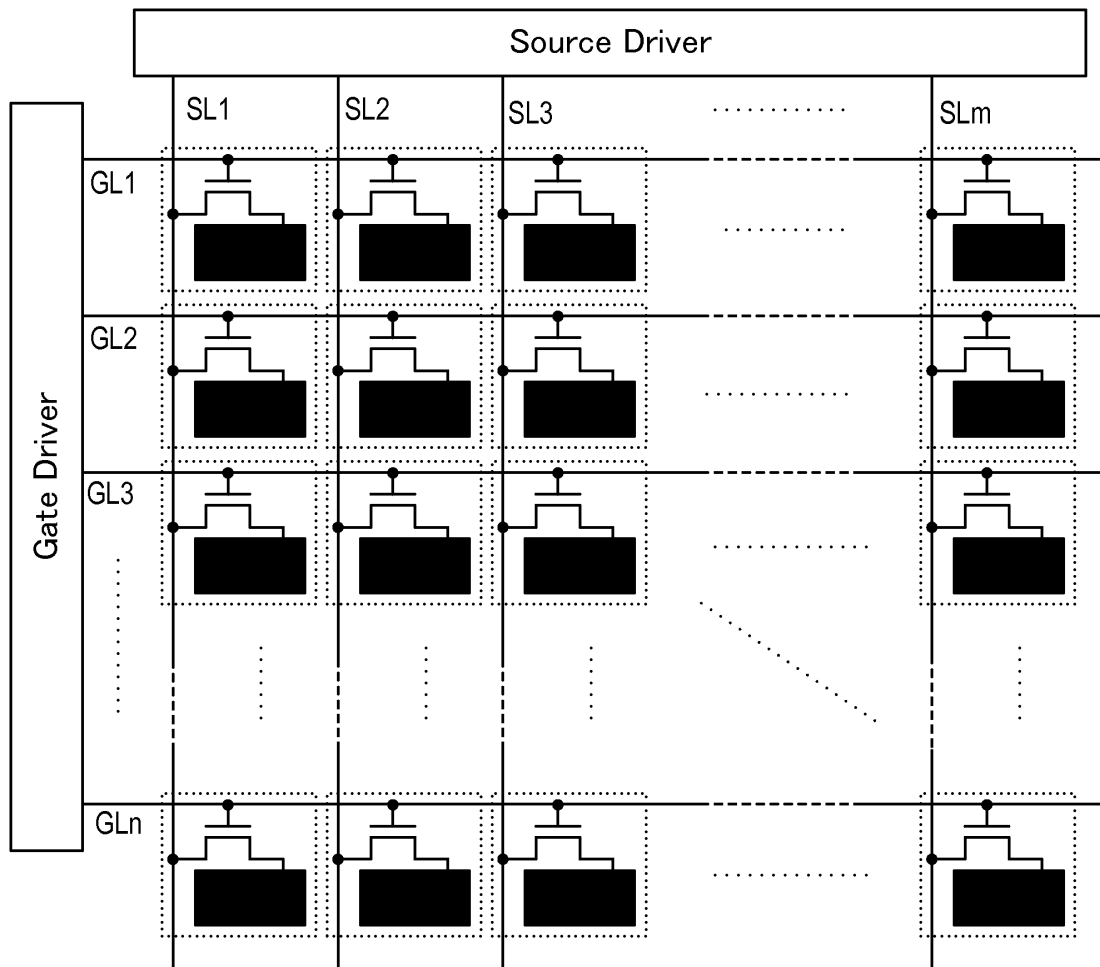 Source Driver
SL1
SL2
SL3
SLm
GL1
GL2
GL3
GLn
Gate Driver